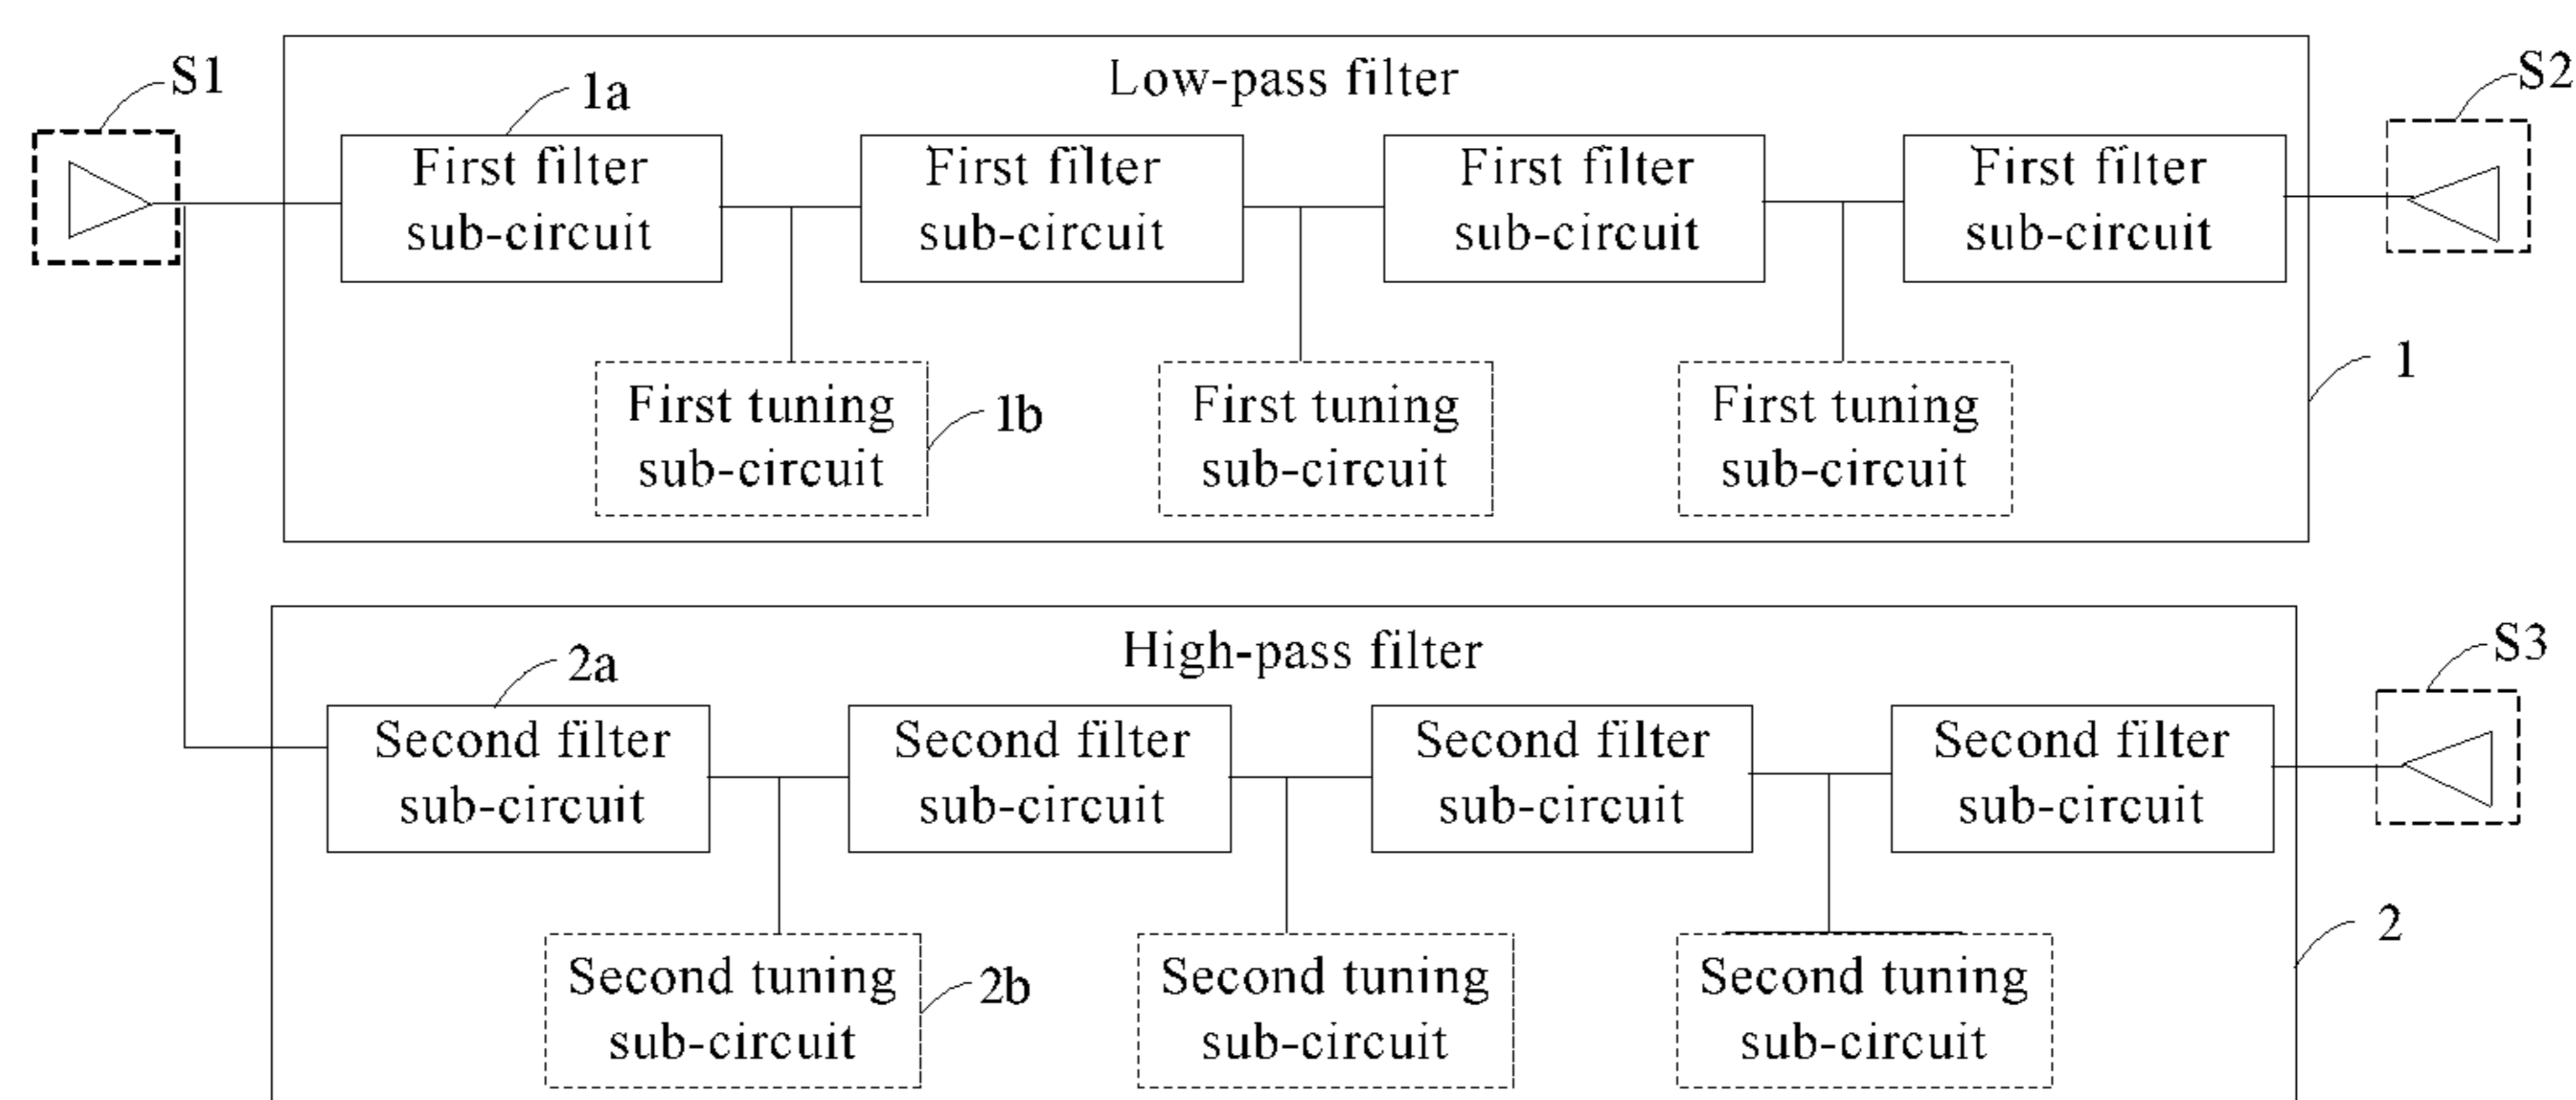 S1
1a
Low-pass filter
S2
First filter
sub-circuit
First filter
sub-circuit
First filter
sub-circuit
First filter
sub-circuit
First tuning
sub-circuit
1b
First tuning
sub-circuit
First tuning
sub-circuit
1
2a
High-pass filter
S3
Second filter
sub-circuit
Second filter
sub-circuit
Second filter
sub-circuit
Second filter
sub-circuit
Second tuning
sub-circuit
2b
Second tuning
sub-circuit
Second tuning
sub-circuit
2